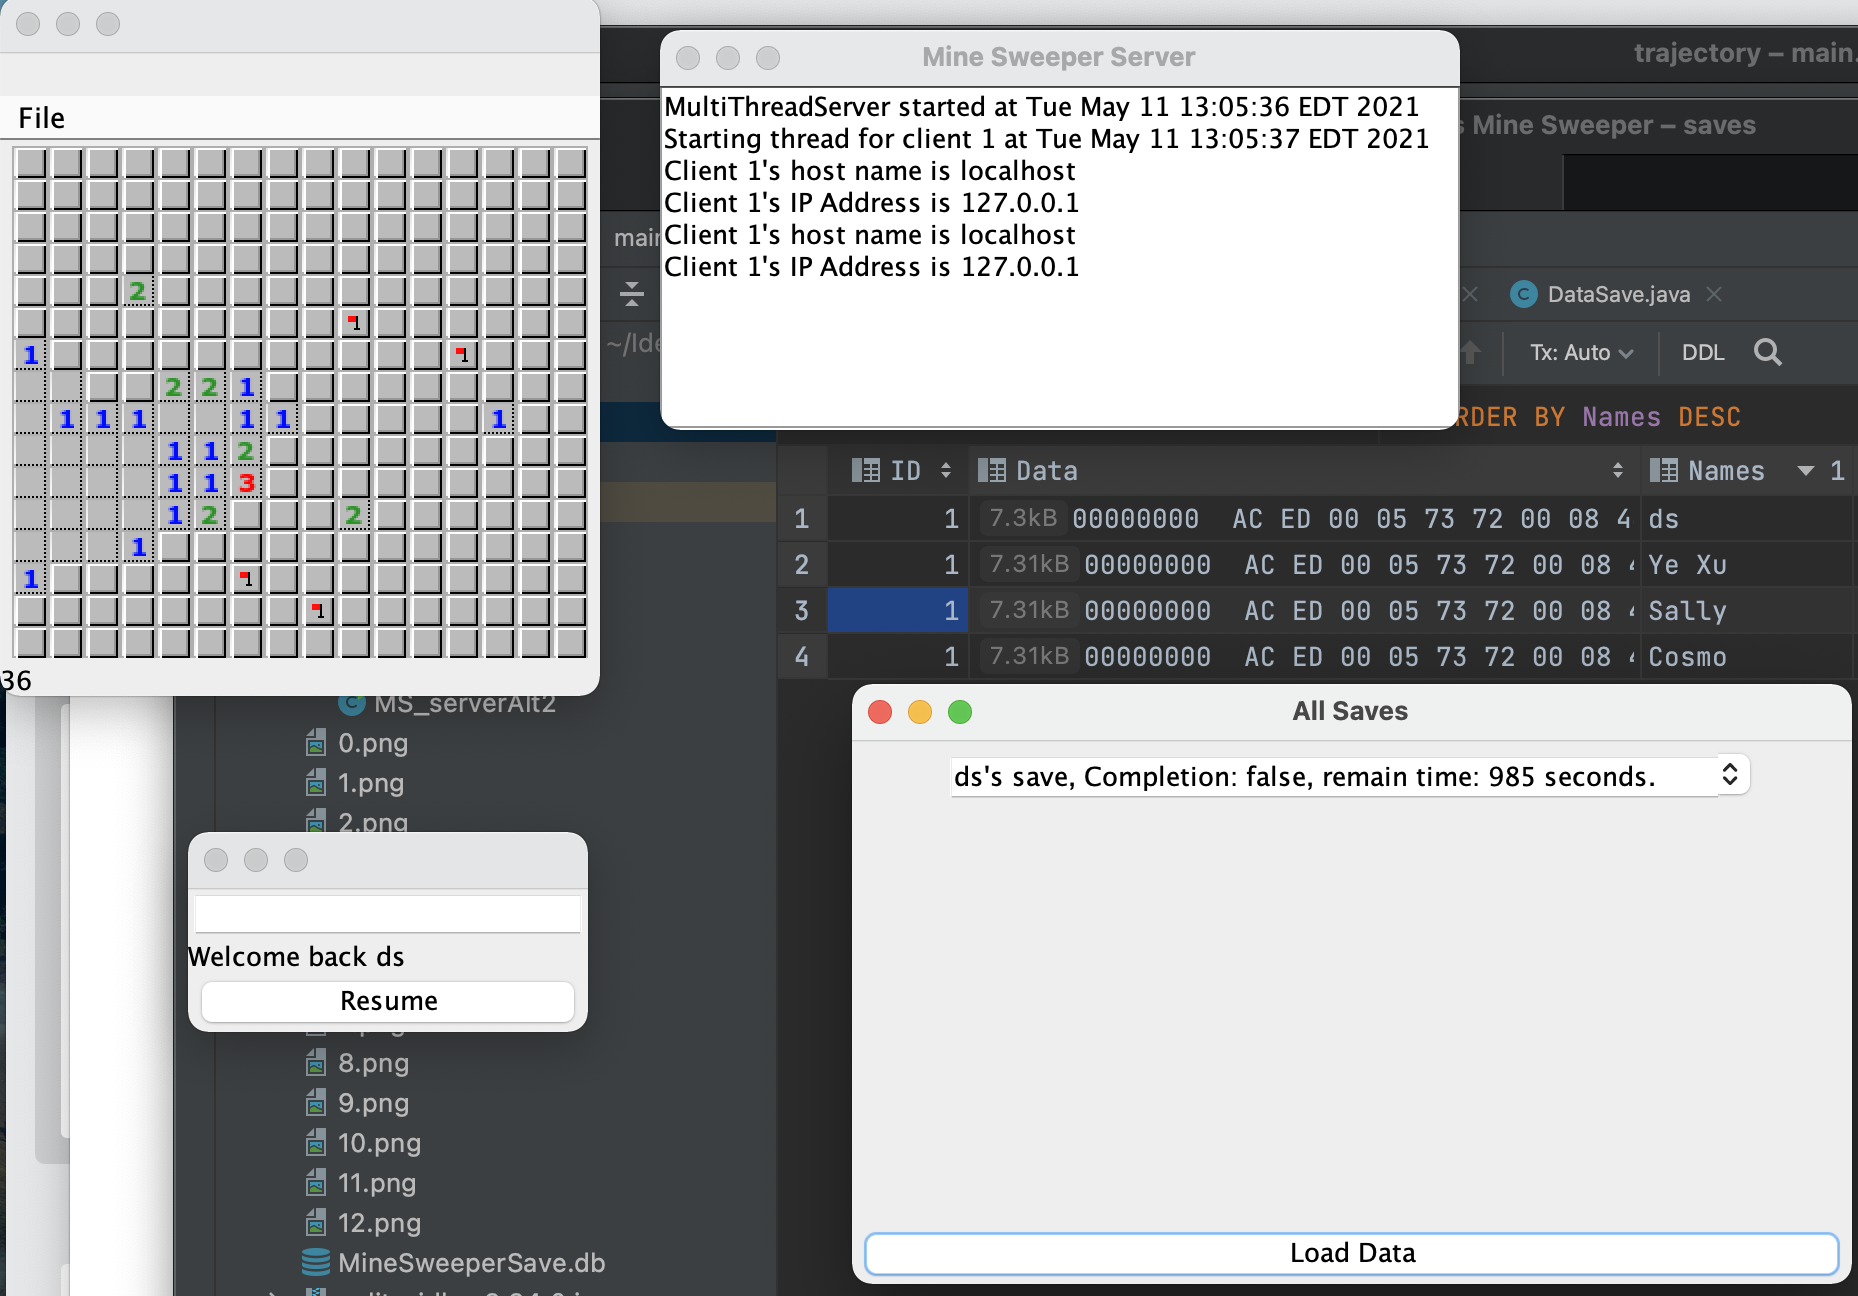 File
2
1
2 2 1
1 1 1 1 1 1
1 1 2
1 1 3
1 2 2
1
1
36
Mine Sweeper Server
MultiThreadServer started at Tue May 11 13:05:36 EDT 2021
Starting thread for client 1 at Tue May 11 13:05:37 EDT 2021
Client 1's host name is localhost
Client 1's IP Address is 127.0.0.1
Client 1's host name is localhost
Client 1's IP Address is 127.0.0.1
trajectory – main.
Mine Sweeper – saves
main
DataSave.java
~/Ide
Tx: Auto DDL
RDER BY Names DESC
ID Data Names 1
1 1 7.3kB 00000000 AC ED 00 05 73 72 00 08 4 ds
2 1 7.31kB 00000000 AC ED 00 05 73 72 00 08 Ye Xu
3 1 7.31kB 00000000 AC ED 00 05 73 72 00 08 Sally
4 1 7.31kB 00000000 AC ED 00 05 73 72 00 08 Cosmo
MS_serverAlt2
0.png
1.png
2.png
Welcome back ds
Resume
8.png
9.png
10.png
11.png
12.png
MineSweeperSave.db
All Saves
ds's save, Completion: false, remain time: 985 seconds.
Load Data